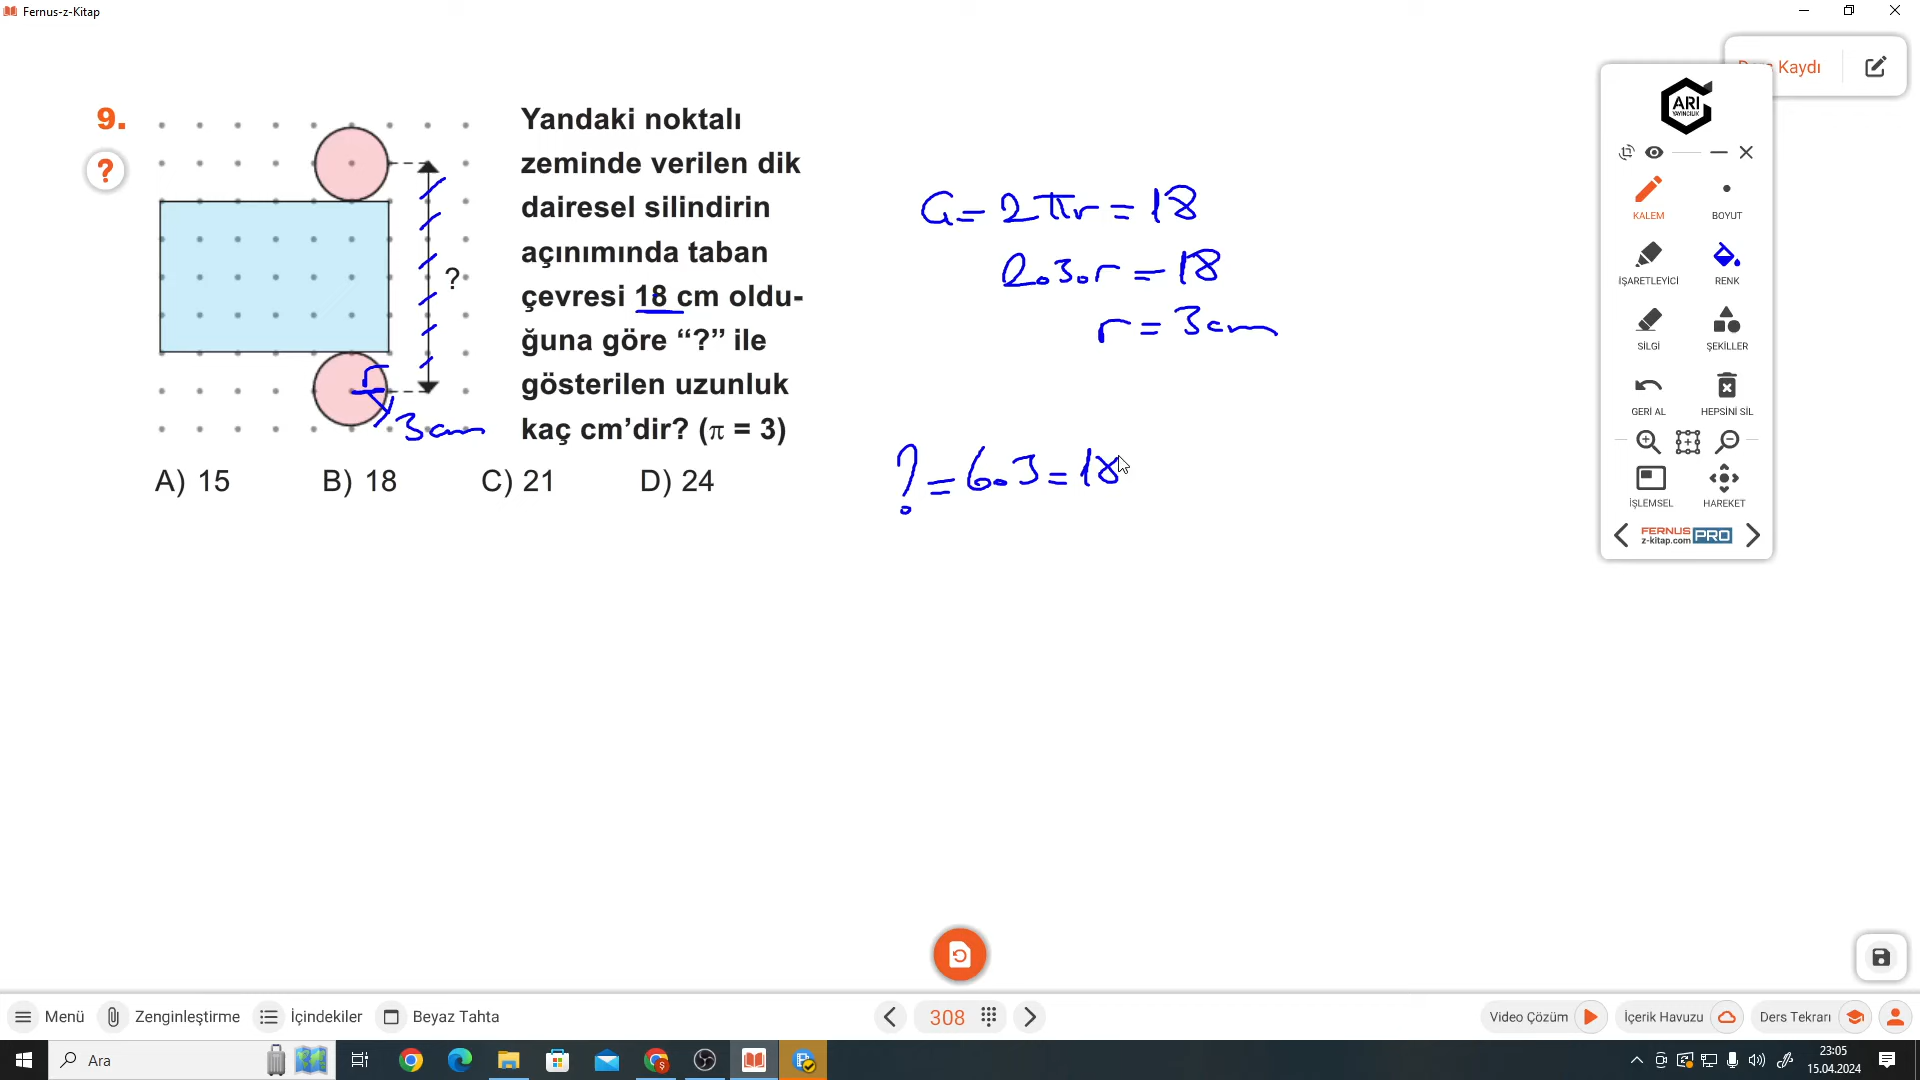 Fernus-z-Kitap
Ders Kaydı
9.
?
Yandaki noktalı
zeminde verilen dik
dairesel silindirin
açınımında taban
çevresi 18 cm oldu-
ğuna göre “?” ile
gösterilen uzunluk
kaç cm’dir? (π = 3)
?
r
3cm
A) 15 B) 18 C) 21 D) 24
Ç = 2πr = 18
2.3.r = 18
r = 3cm
? = 6.3 = 18
ARI
YAYINCILIK
KALEM BOYUT
İŞARETLEYİCİ RENK
SİLGİ ŞEKİLLER
GERİ AL HEPSİNİ SİL
İŞLEMSEL HAREKET
FERNUS
z-kitap.com PRO
Menü Zenginleştirme İçindekiler Beyaz Tahta 308 Video Çözüm İçerik Havuzu Ders Tekrarı
Ara
23:05
15.04.2024